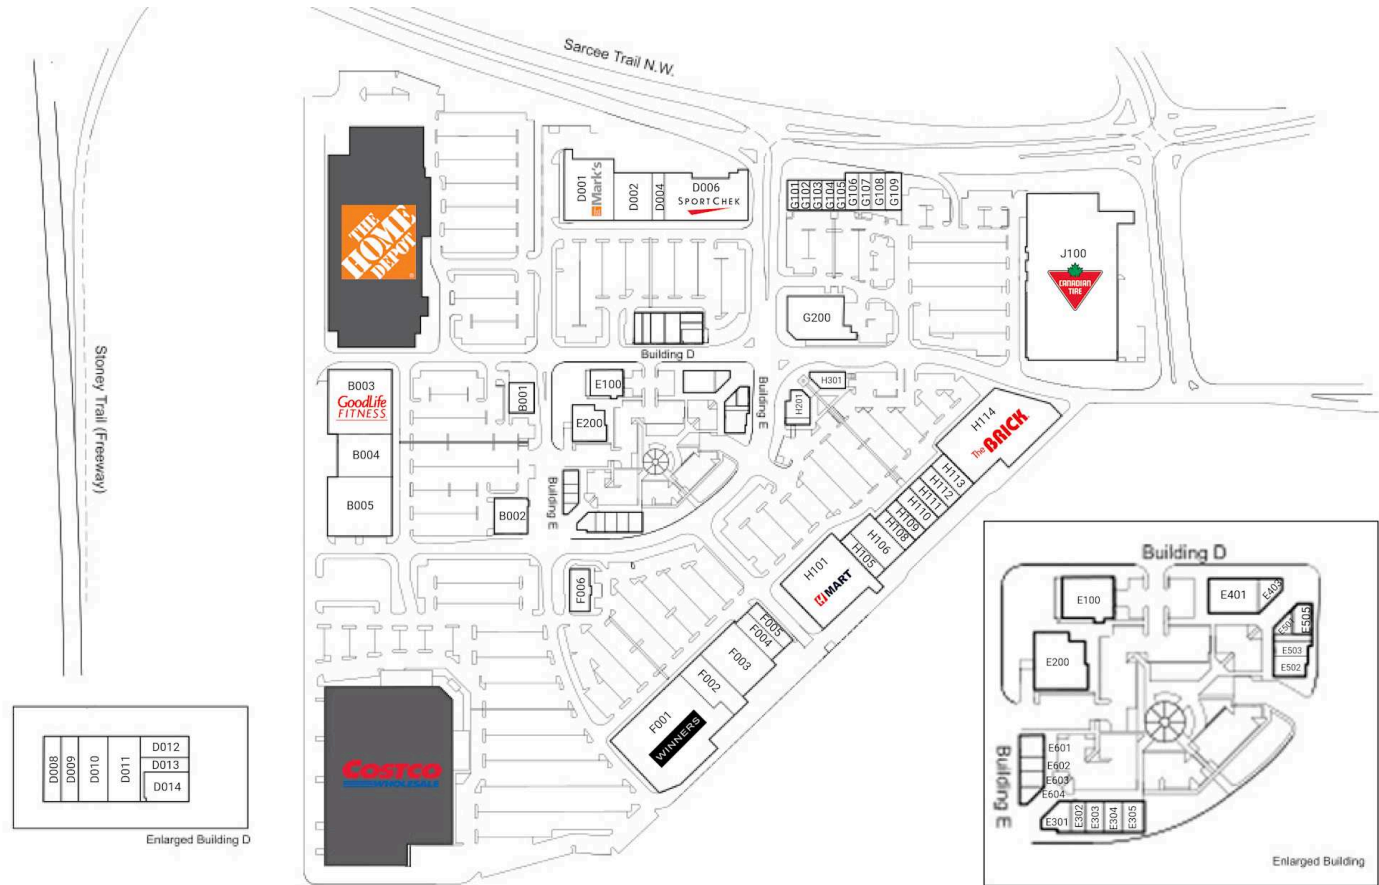 Sarcee Trail N.W.
Stoney Trail (Freeway)
THE
HOME
DEPOT
D001
Mark's
D002
D004
D006
SPORTCHEK
G101
G102
G103
G104
G105
G106
G107
G108
G109
J100
CANADIAN
TIRE
G200
Building D
B003
GoodLife
FITNESS
B001
B004
B005
B002
E100
E200
Building E
Building E
H301
H201
H114
The BRICK
H113
H112
H111
H110
H109
H108
H106
H105
H101
H MART
F006
F005
F004
F003
F002
F001
WINNERS
COSTCO
WHOLESALE
D008
D009
D010
D011
D012
D013
D014
Enlarged Building D
Building D
E100
E401
E403
E501
E505
E503
E502
E200
Building E
E601
E602
E603
E604
E301
E302
E303
E304
E305
Enlarged Building